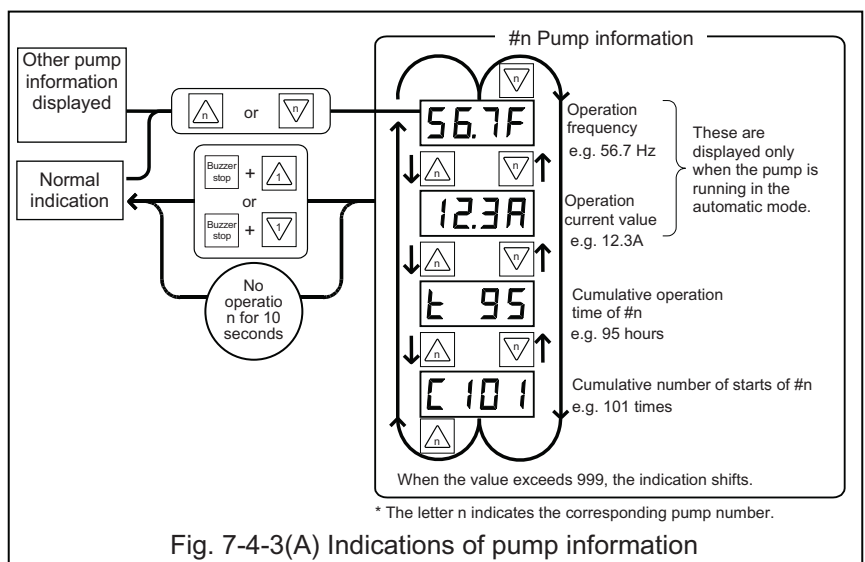 #n Pump information
Other pump
information
displayed
n
or
n
Normal
indication
Buzzer
stop
+
1
or
Buzzer
stop
+
1
No
operatio
n for 10
seconds
n
56.7F
Operation
frequency
e.g. 56.7 Hz
These are
displayed only
when the pump is
running in the
automatic mode.
n
n
12.3A
Operation
current value
e.g. 12.3A
n
n
t 95
Cumulative operation
time of #n
e.g. 95 hours
n
n
C101
Cumulative number of starts of #n
e.g. 101 times
n
When the value exceeds 999, the indication shifts.
* The letter n indicates the corresponding pump number.
Fig. 7-4-3(A) Indications of pump information